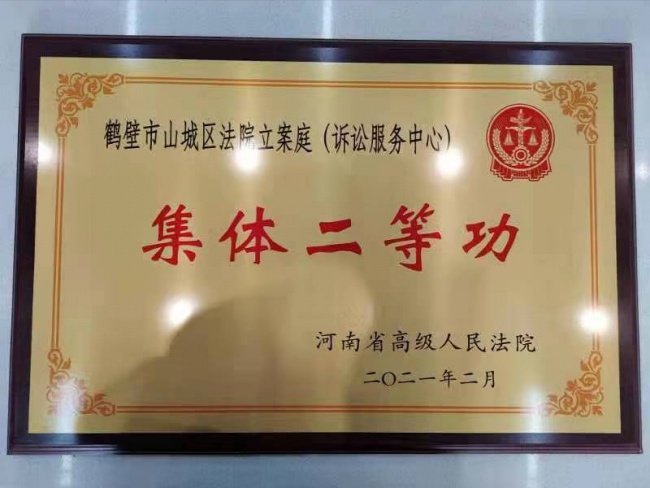 鹤壁市山城区法院立案庭（诉讼服务中心）
集体二等功
河南省高级人民法院
二〇二一年二月